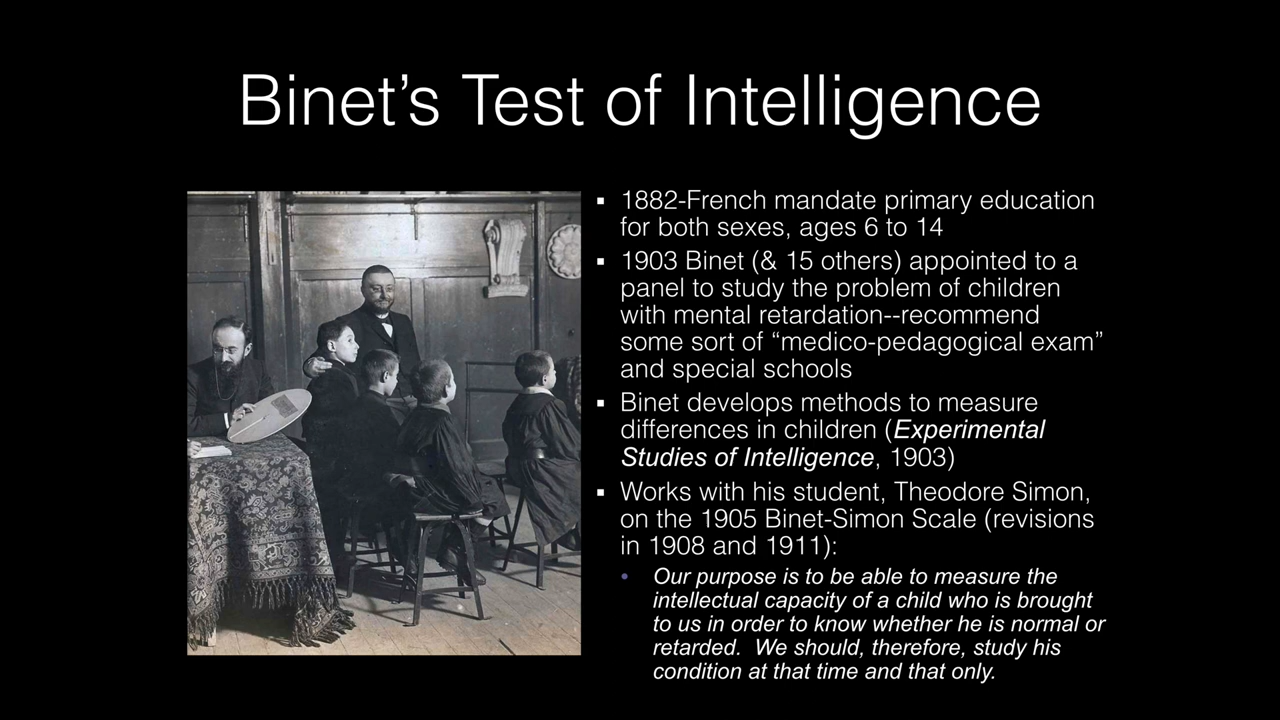 Binet’s Test of Intelligence
▪ 1882-French mandate primary education
for both sexes, ages 6 to 14
▪ 1903 Binet (& 15 others) appointed to a
panel to study the problem of children
with mental retardation--recommend
some sort of “medico-pedagogical exam”
and special schools
▪ Binet develops methods to measure
differences in children (Experimental
Studies of Intelligence, 1903)
▪ Works with his student, Theodore Simon,
on the 1905 Binet-Simon Scale (revisions
in 1908 and 1911):
• Our purpose is to be able to measure the
intellectual capacity of a child who is brought
to us in order to know whether he is normal or
retarded.  We should, therefore, study his
condition at that time and that only.